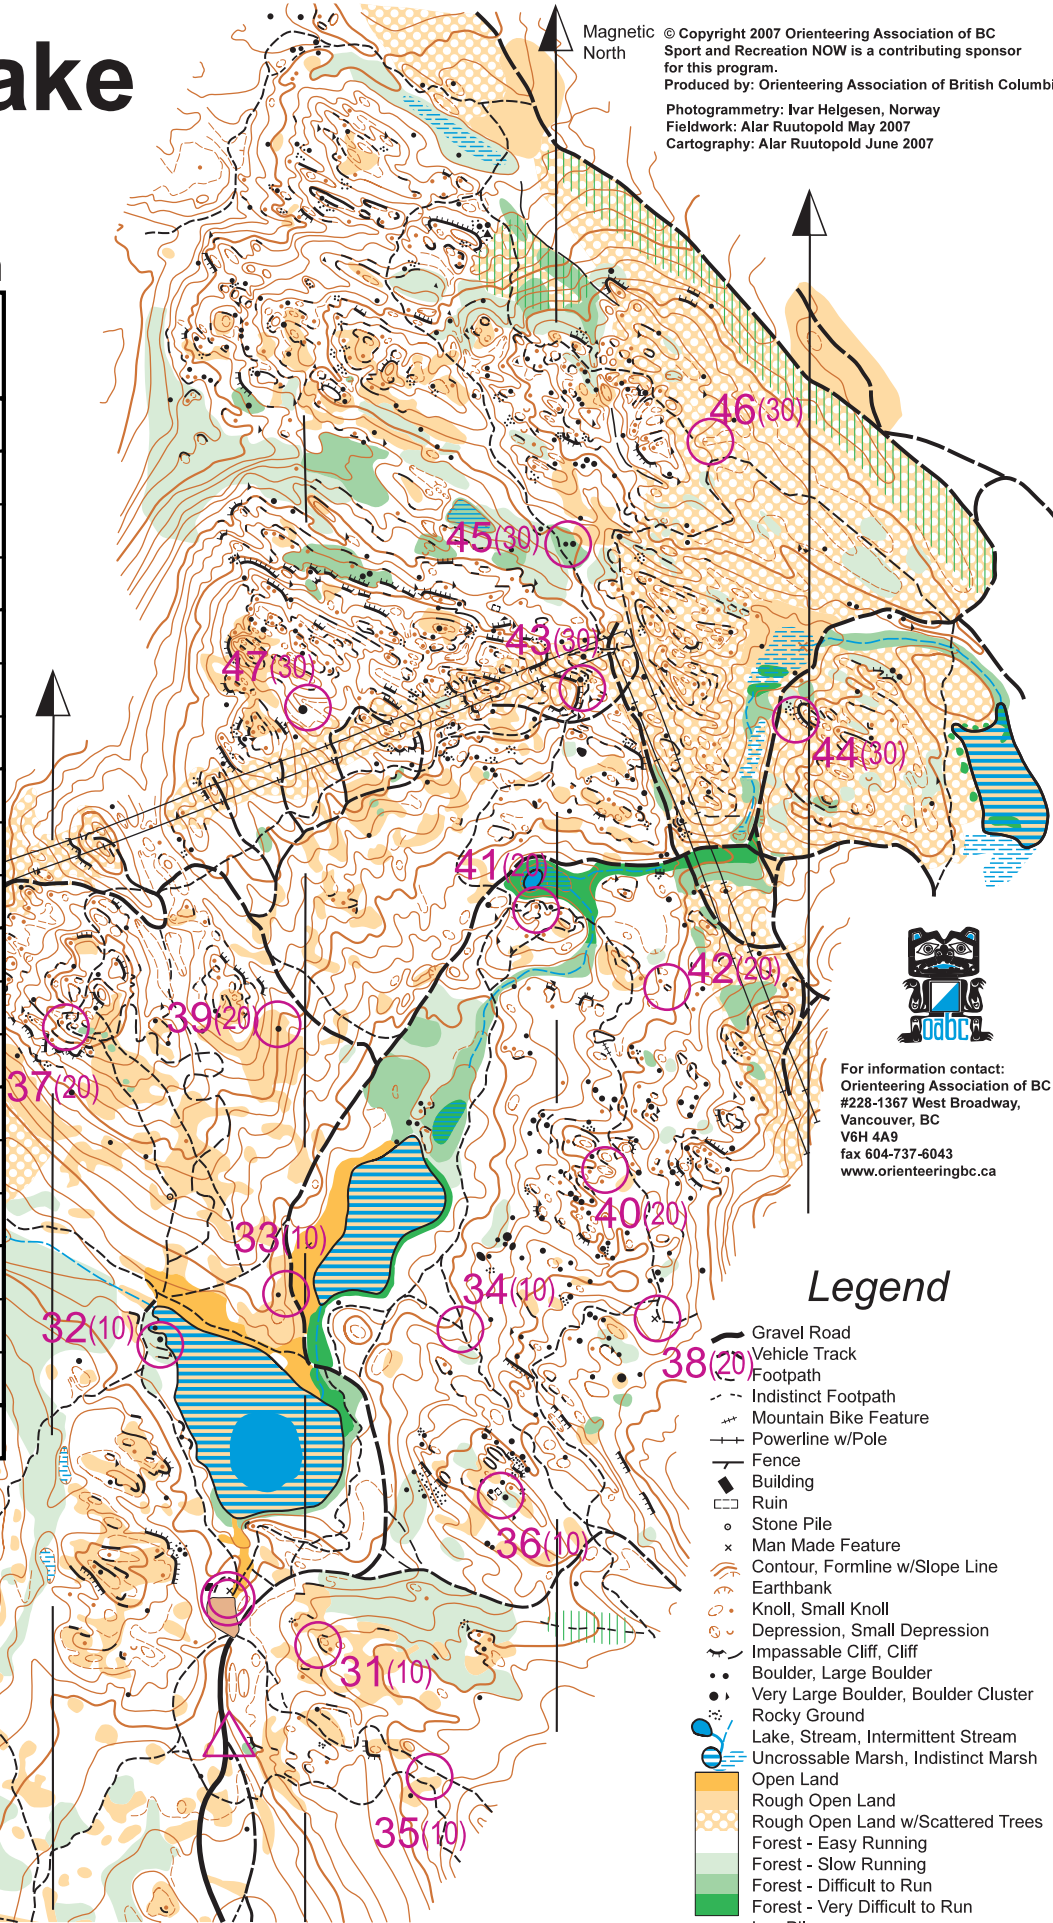 ake
Magnetic
North
© Copyright 2007 Orienteering Association of BC
Sport and Recreation NOW is a contributing sponsor
for this program.
Produced by: Orienteering Association of British Columbi
Photogrammetry: Ivar Helgesen, Norway
Fieldwork: Alar Ruutopold May 2007
Cartography: Alar Ruutopold June 2007
46(30)
45(30)
43(30)
47(30)
44(30)
41(20)
42(20)
39(20)
37(20)
40(20)
33(10)
34(10)
32(10)
38(20)
36(10)
31(10)
35(10)
oabc
For information contact:
Orienteering Association of BC
#228-1367 West Broadway,
Vancouver, BC
V6H 4A9
fax 604-737-6043
www.orienteeringbc.ca
Legend
Gravel Road
Vehicle Track
Footpath
Indistinct Footpath
Mountain Bike Feature
Powerline w/Pole
Fence
Building
Ruin
Stone Pile
Man Made Feature
Contour, Formline w/Slope Line
Earthbank
Knoll, Small Knoll
Depression, Small Depression
Impassable Cliff, Cliff
Boulder, Large Boulder
Very Large Boulder, Boulder Cluster
Rocky Ground
Lake, Stream, Intermittent Stream
Uncrossable Marsh, Indistinct Marsh
Open Land
Rough Open Land
Rough Open Land w/Scattered Trees
Forest - Easy Running
Forest - Slow Running
Forest - Difficult to Run
Forest - Very Difficult to Run